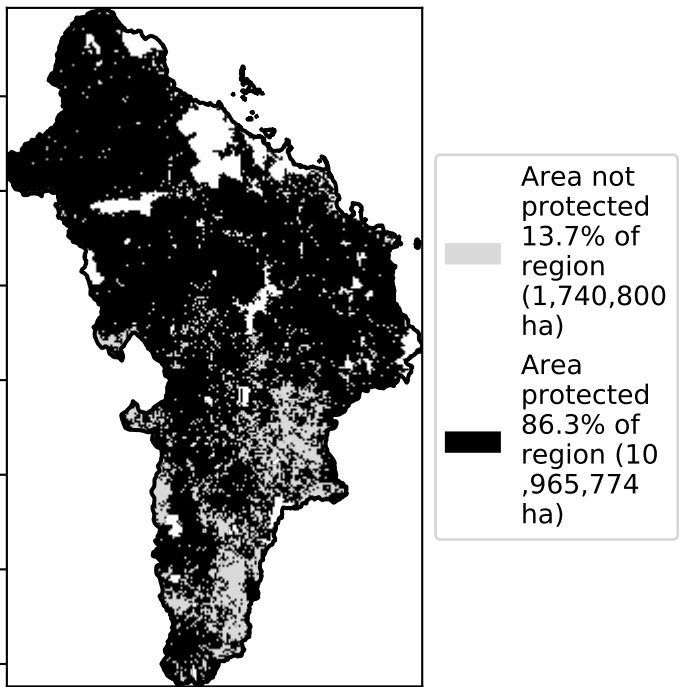 Area not
protected
13.7% of
region
(1,740,800
ha)
Area
protected
86.3% of
region (10
,965,774
ha)